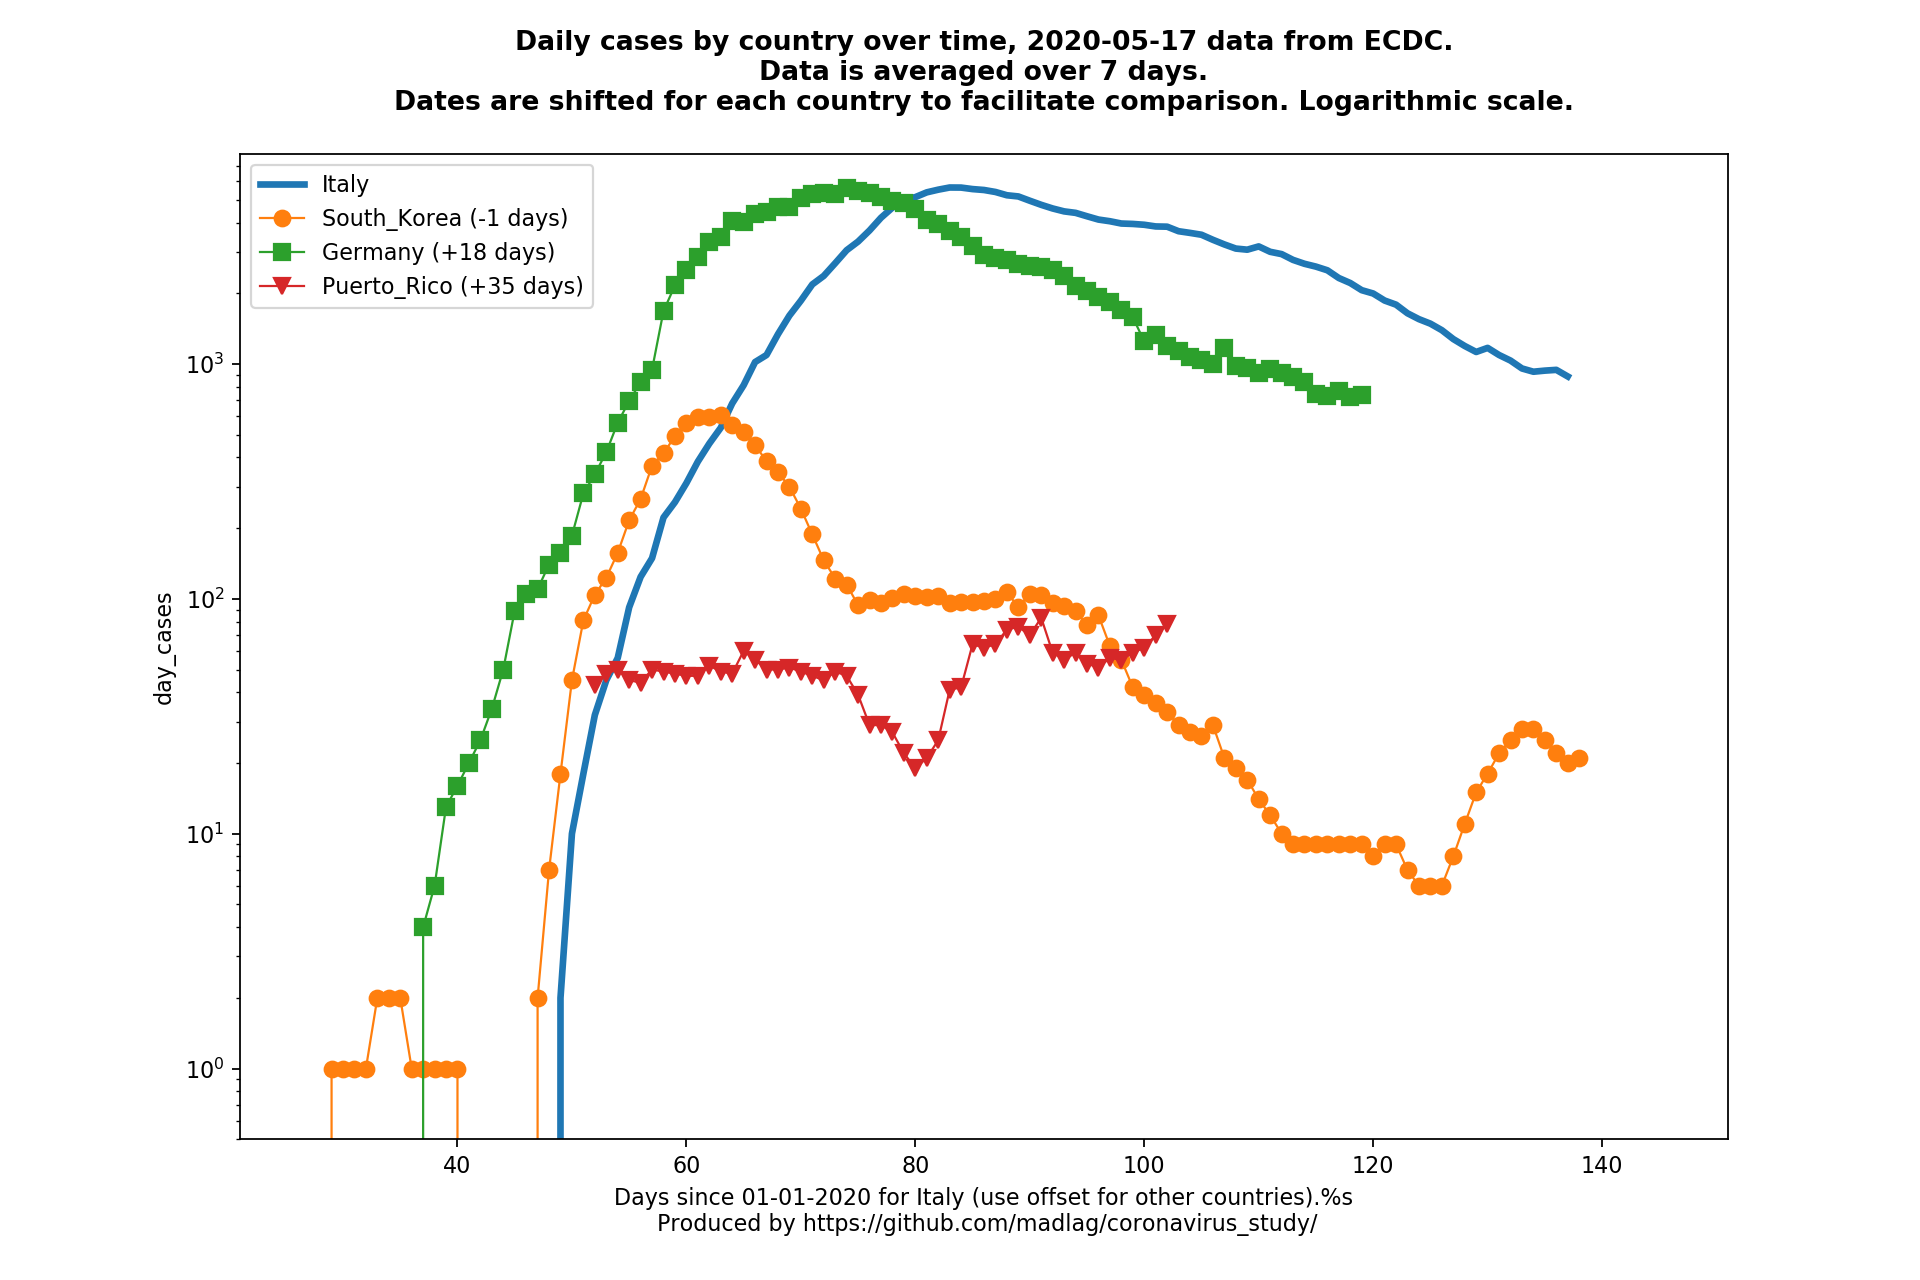 Daily cases by country over time, 2020-05-17 data from ECDC.
Data is averaged over 7 days.
Dates are shifted for each country to facilitate comparison. Logarithmic scale.
Italy
South_Korea (-1 days)
Germany (+18 days)
Puerto_Rico (+35 days)
day_cases
10³
10²
10¹
10⁰
40 60 80 100 120 140
Days since 01-01-2020 for Italy (use offset for other countries).%s
Produced by https://github.com/madlag/coronavirus_study/